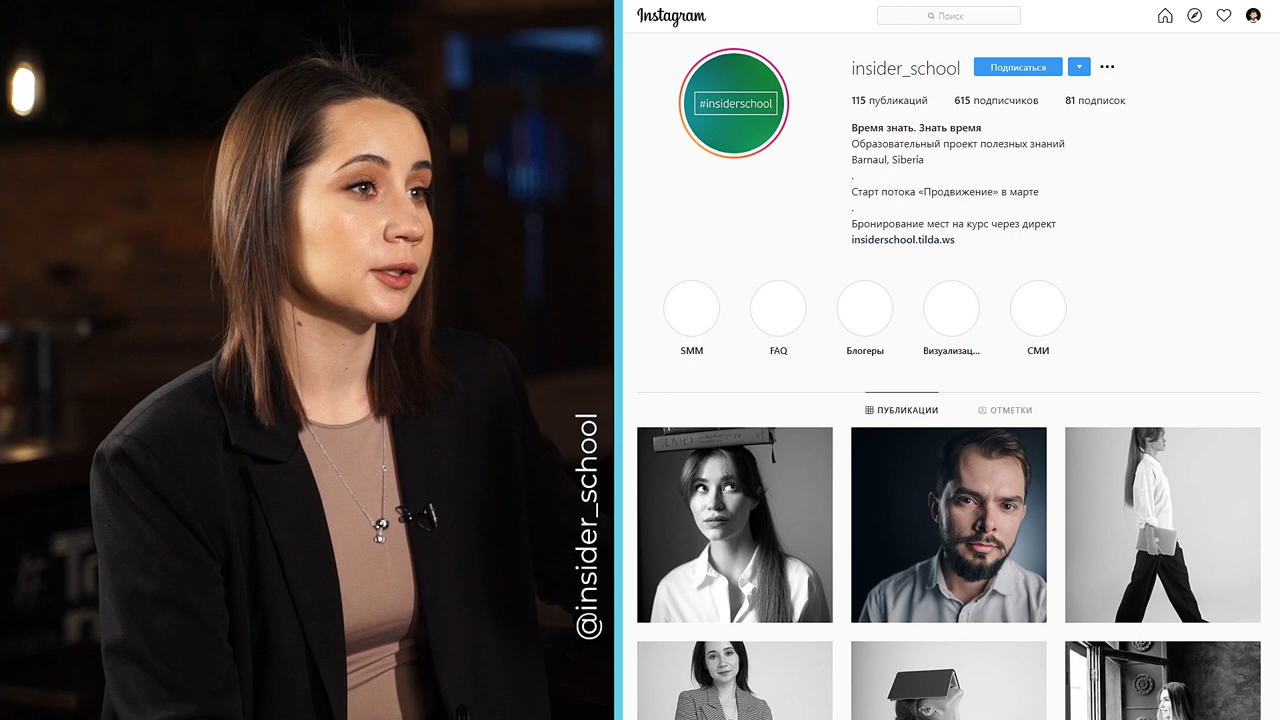 @insider_school
Instagram
Поиск
#insiderschool
insider_school
Подписаться
115 публикаций 615 подписчиков 81 подписок
Время знать. Знать время
Образовательный проект полезных знаний
Barnaul, Siberia
.
Старт потока «Продвижение» в марте
.
Бронирование мест на курс через директ
insiderschool.tilda.ws
SMM FAQ Блогеры Визуализац... СМИ
ПУБЛИКАЦИИ ОТМЕТКИ